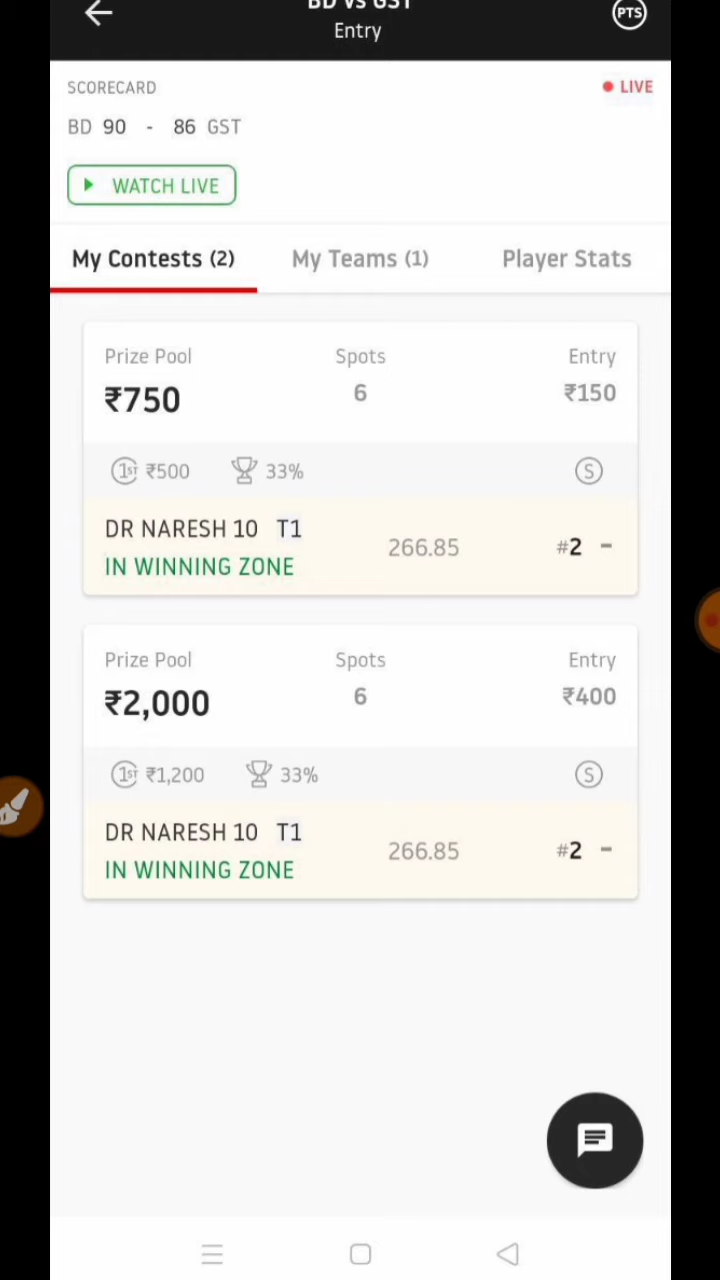 BD Vs GST
Entry
PTS
SCORECARD
LIVE
BD 90 - 86 GST
WATCH LIVE
My Contests (2)
My Teams (1)
Player Stats
Prize Pool
Spots
Entry
₹750
6
₹150
1ST ₹500
33%
S
DR NARESH 10 T1
266.85
#2 -
IN WINNING ZONE
Prize Pool
Spots
Entry
₹2,000
6
₹400
1ST ₹1,200
33%
S
DR NARESH 10 T1
266.85
#2 -
IN WINNING ZONE